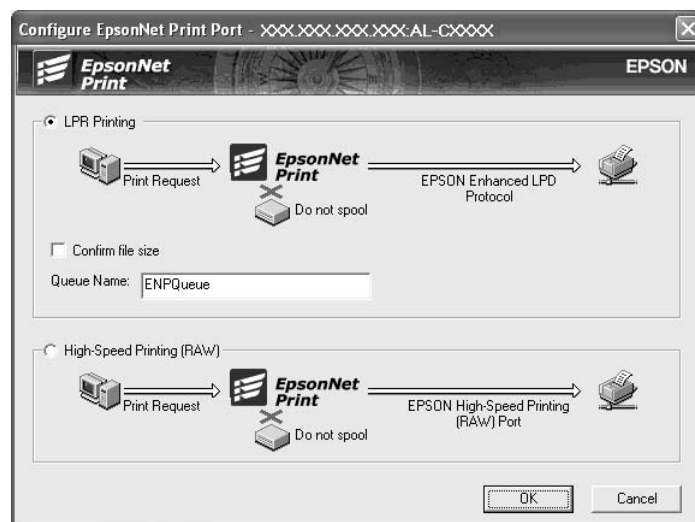 Configure EpsonNet Print Port - XXX.XXX.XXX.XXX:AL-CXXXX
EpsonNet
Print
EPSON
LPR Printing
Print Request
EpsonNet
Print
Do not spool
EPSON Enhanced LPD
Protocol
Confirm file size
Queue Name:
ENPQueue
High-Speed Printing (RAW)
Print Request
EpsonNet
Print
Do not spool
EPSON High-Speed Printing
(RAW) Port
OK
Cancel